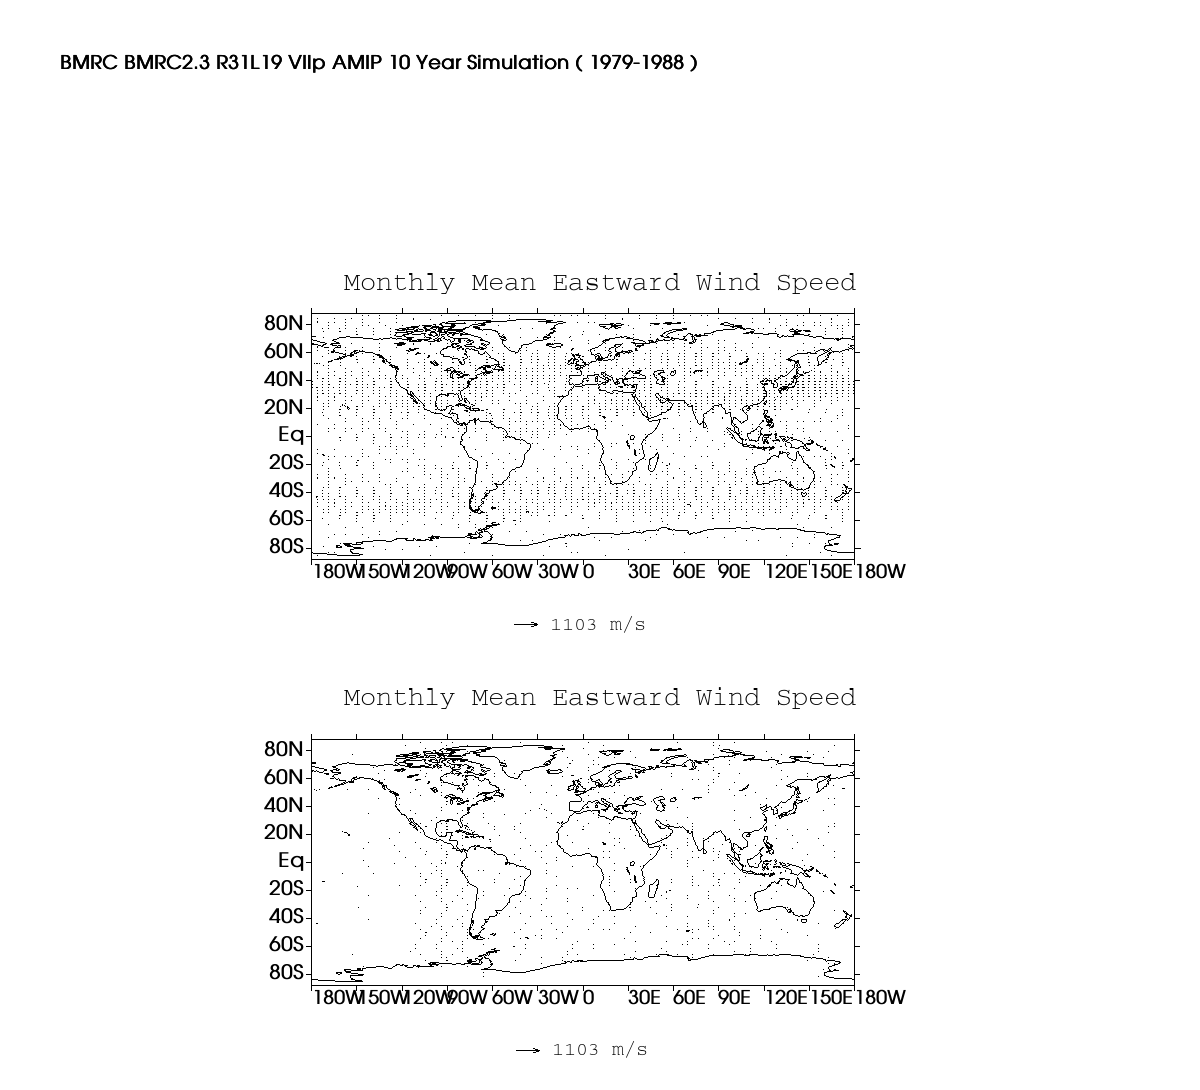 BMRC BMRC2.3 R31L19 VIIp AMIP 10 Year Simulation ( 1979-1988 )
Monthly Mean Eastward Wind Speed
80N
60N
40N
20N
Eq
20S
40S
60S
80S
180W 150W 120W 90W 60W 30W 0 30E 60E 90E 120E 150E 180W
1103 m/s
Monthly Mean Eastward Wind Speed
80N
60N
40N
20N
Eq
20S
40S
60S
80S
180W 150W 120W 90W 60W 30W 0 30E 60E 90E 120E 150E 180W
1103 m/s